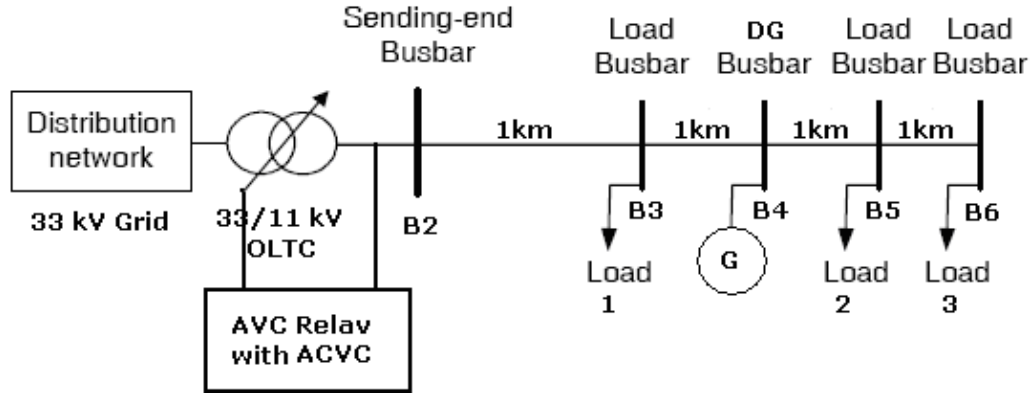 Sending-end
Busbar
Load
Busbar
DG
Busbar
Load
Busbar
Load
Busbar
Distribution
network
1km
1km
1km
1km
33 kV Grid
33/11 kV
OLTC
B2
B3
B4
B5
B6
G
Load
1
Load
2
Load
3
AVC Relav
with ACVC